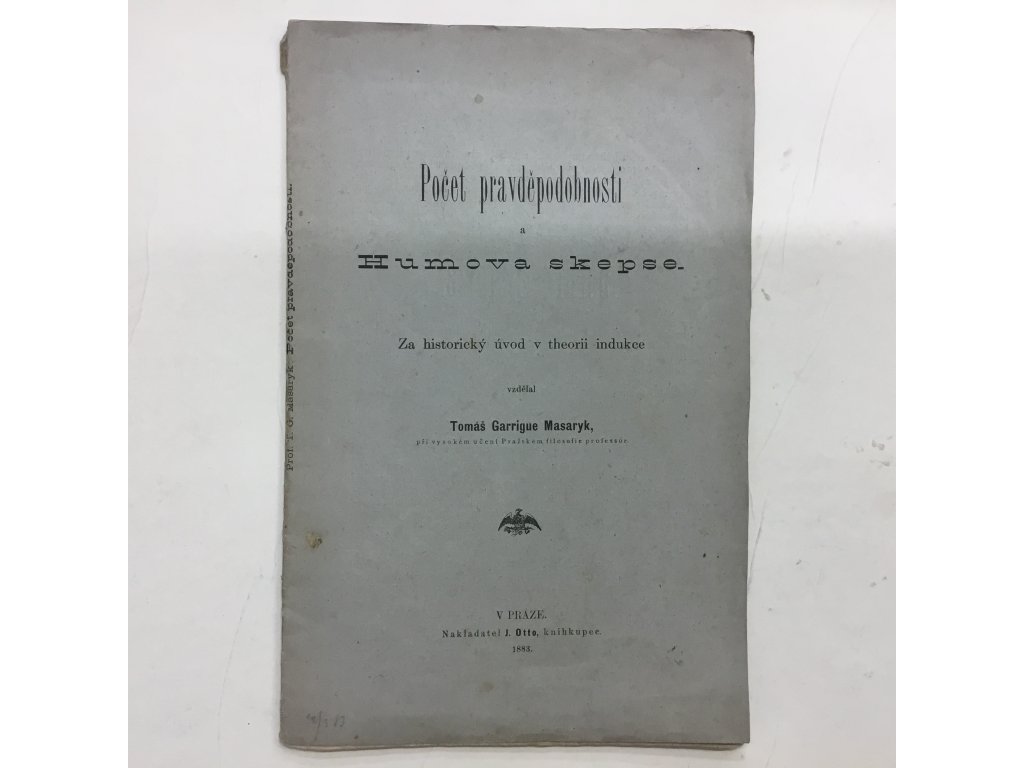 Počet pravděpodobnosti
a
Humova skepse.
Za historický úvod v theorii indukce
vzdělal
Tomáš Garrigue Masaryk,
při vysokém učení Pražském filosofie professor.
V PRAZE.
Nakladatel J. Otto, knihkupec.
1883.
Prof. T. G. Masaryk: Počet pravděpodobnosti.